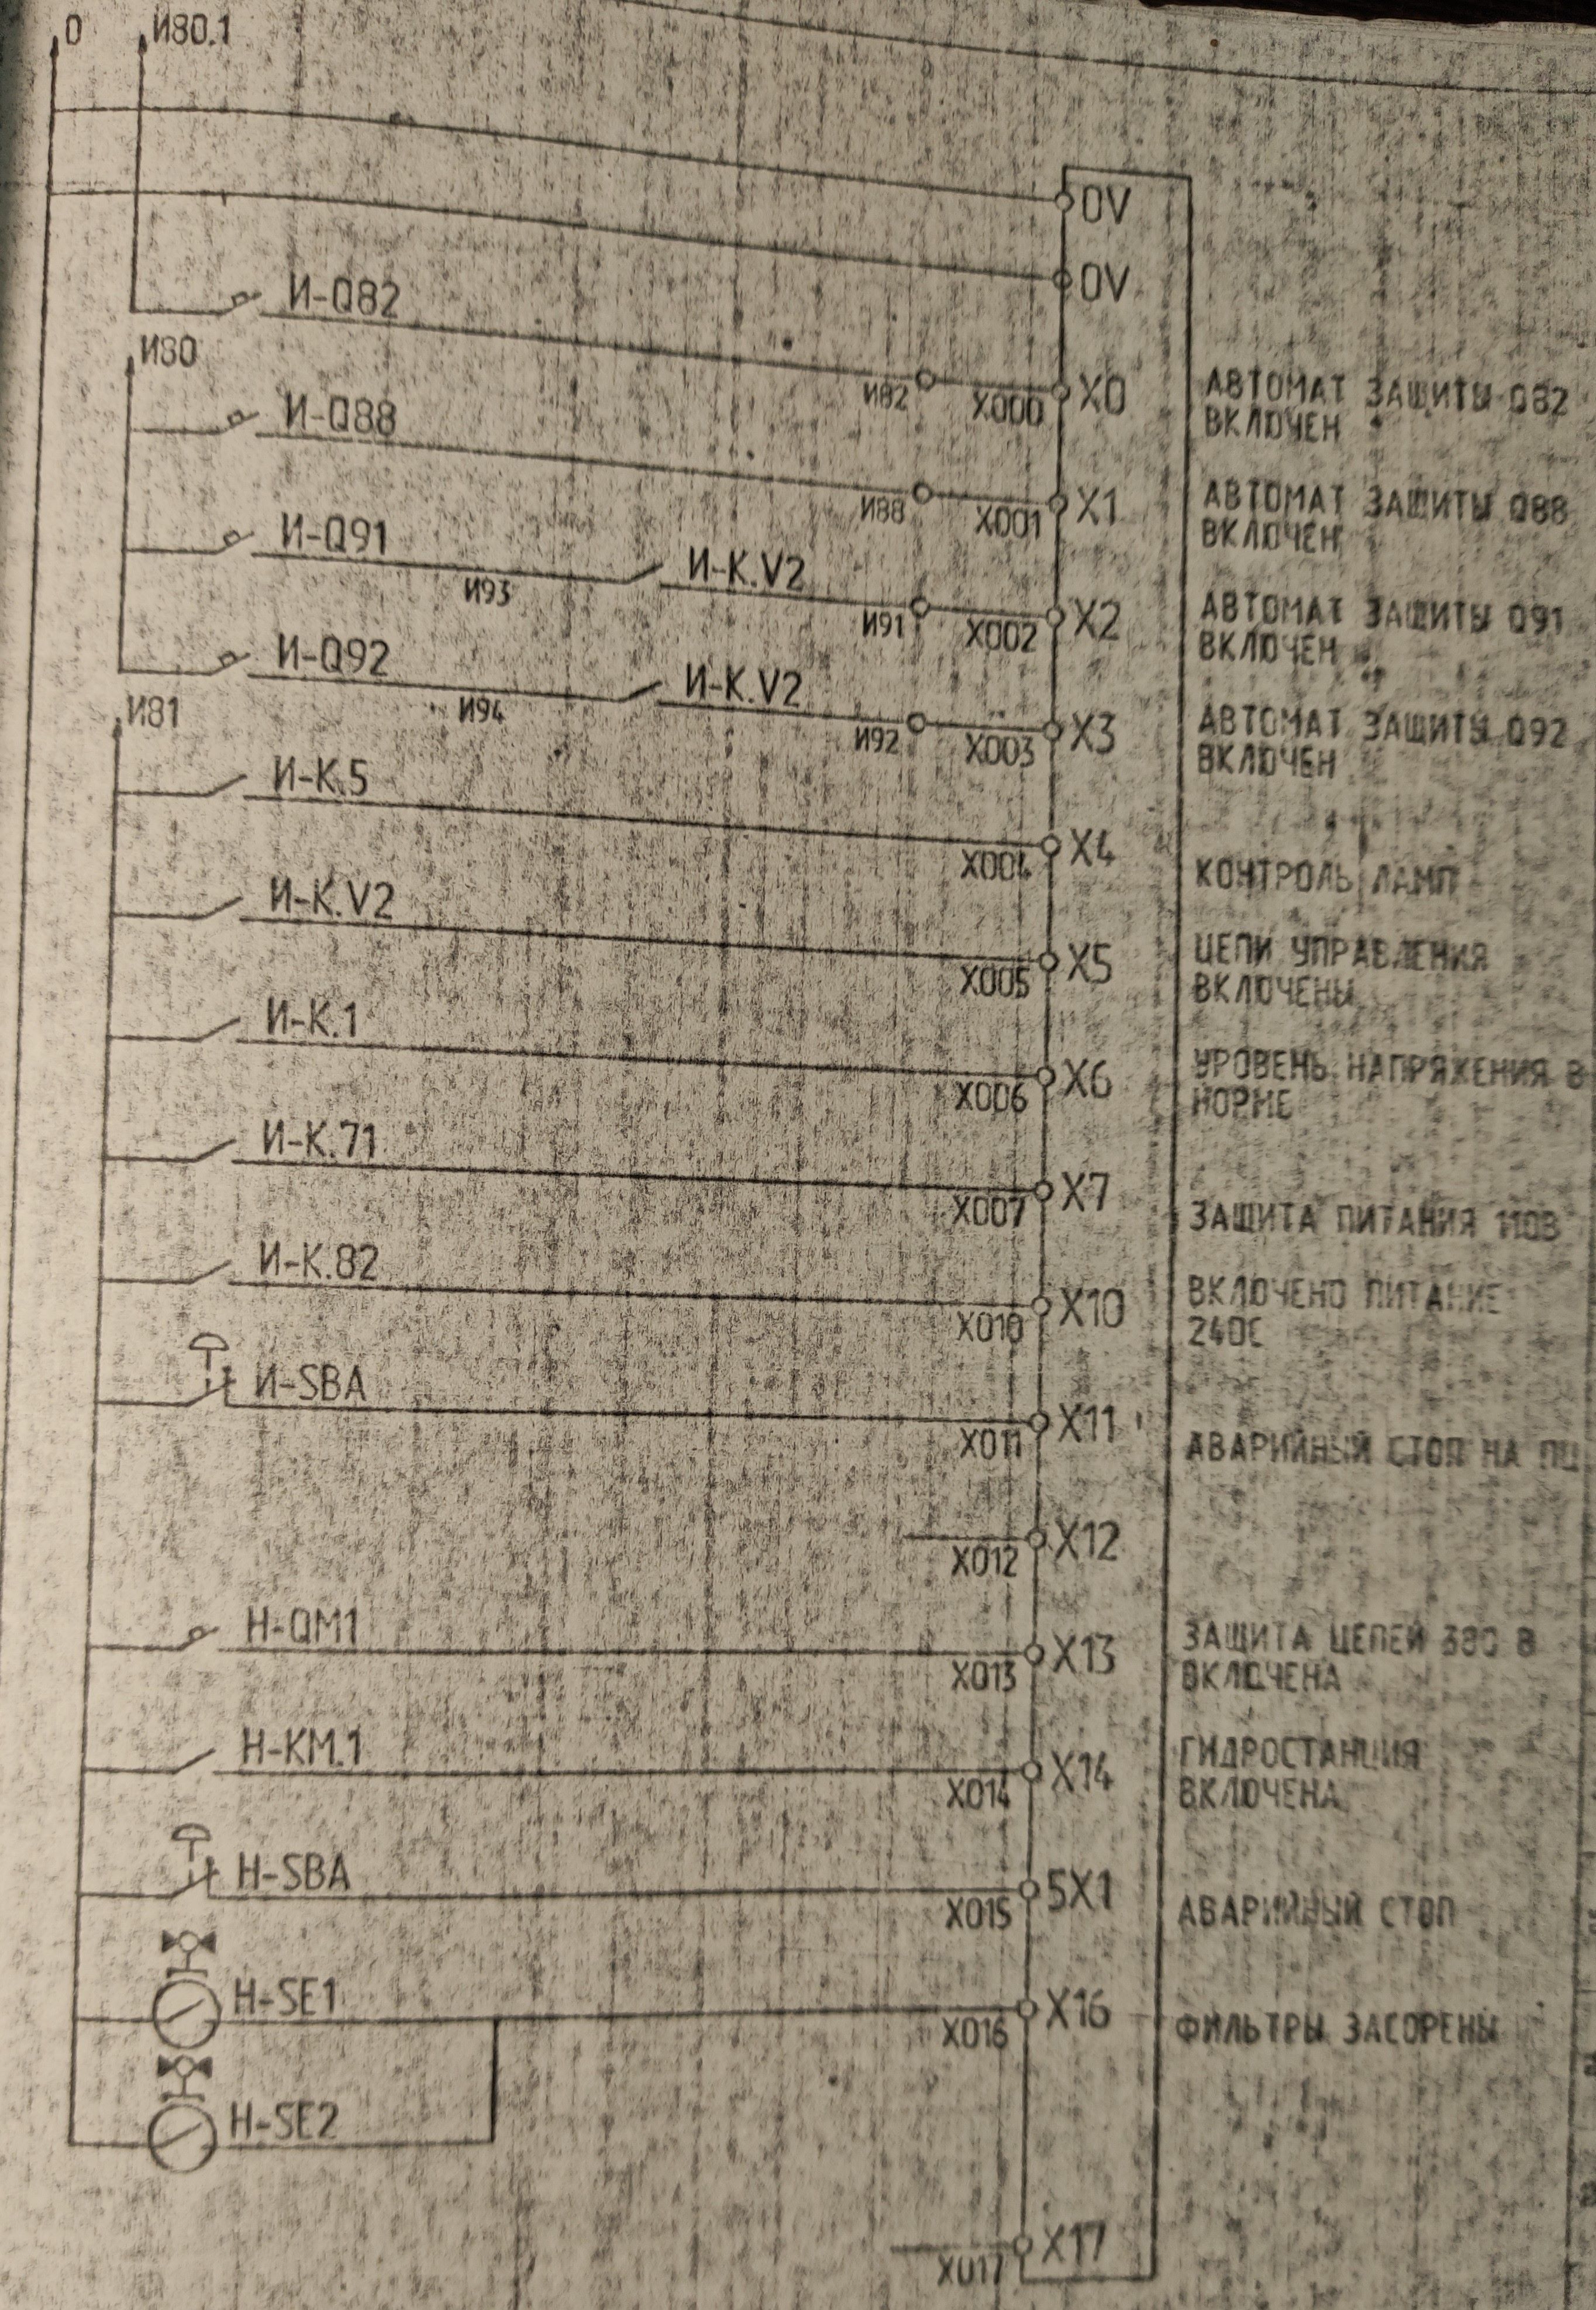 0
И80.1
0V
0V
И-Q82
И82
X000
X0
АВТОМАТ ЗАЩИТЫ Q82
ВКЛЮЧЕН
И80
И-Q88
И88
X001
X1
АВТОМАТ ЗАЩИТЫ Q88
ВКЛЮЧЕН
И-Q91
И93
И-K.V2
И91
X002
X2
АВТОМАТ ЗАЩИТЫ Q91
ВКЛЮЧЕН
И-Q92
И94
И-K.V2
И92
X003
X3
АВТОМАТ ЗАЩИТЫ Q92
ВКЛЮЧЕН
И81
И-K.5
X004
X4
КОНТРОЛЬ ЛАМП
И-K.V2
X005
X5
ЦЕПИ УПРАВЛЕНИЯ
ВКЛЮЧЕНЫ
И-K.1
X006
X6
УРОВЕНЬ НАПРЯЖЕНИЯ В
НОРМЕ
И-K.71
X007
X7
ЗАЩИТА ПИТАНИЯ 110В
И-K.82
X010
X10
ВКЛЮЧЕНО ПИТАНИЕ
24DC
И-SBA
X011
X11
АВАРИЙНЫЙ СТОП НА
X012
X12
Н-QM1
X013
X13
ЗАЩИТА ЦЕПЕЙ 380 В
ВКЛЮЧЕНА
Н-KM.1
X014
X14
ГИДРОСТАНЦИЯ
ВКЛЮЧЕНА
Н-SBA
X015
5X1
АВАРИЙНЫЙ СТОП
Н-SE1
X016
X16
ФИЛЬТРЫ ЗАСОРЕНЫ
Н-SE2
X017
X17